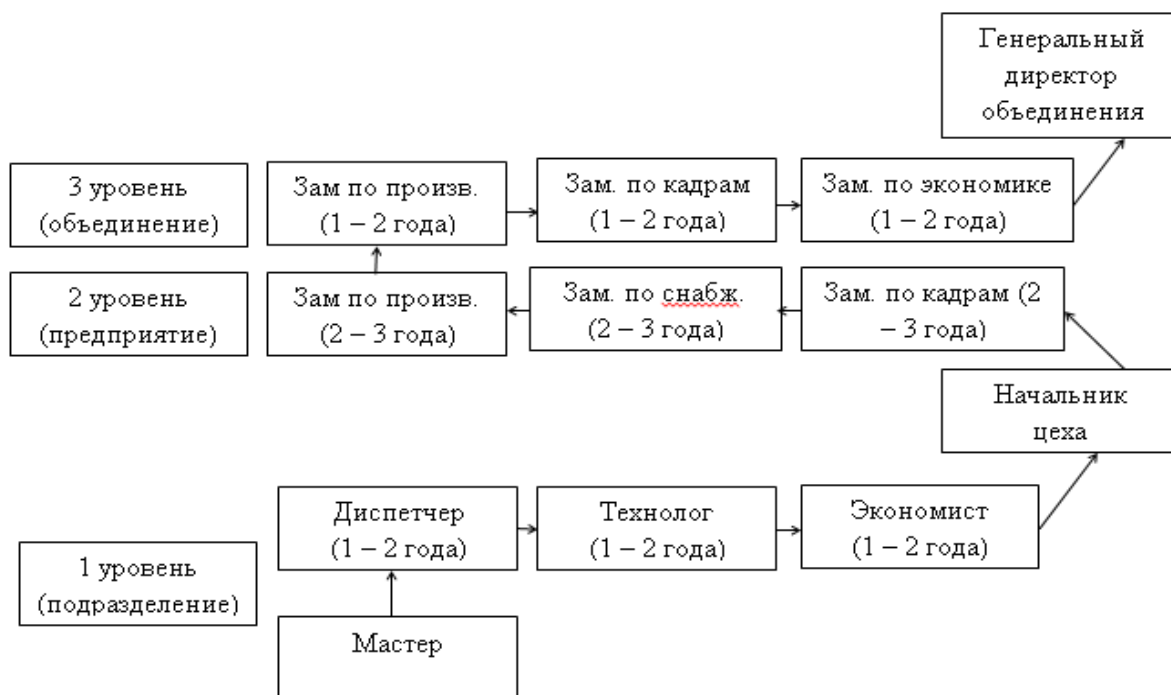 Генеральный
директор
объединения
3 уровень
(объединение)
Зам по произв.
(1 – 2 года)
Зам. по кадрам
(1 – 2 года)
Зам. по экономике
(1 – 2 года)
2 уровень
(предприятие)
Зам по произв.
(2 – 3 года)
Зам. по снабж.
(2 – 3 года)
Зам. по кадрам (2
– 3 года)
Начальник
цеха
1 уровень
(подразделение)
Диспетчер
(1 – 2 года)
Технолог
(1 – 2 года)
Экономист
(1 – 2 года)
Мастер